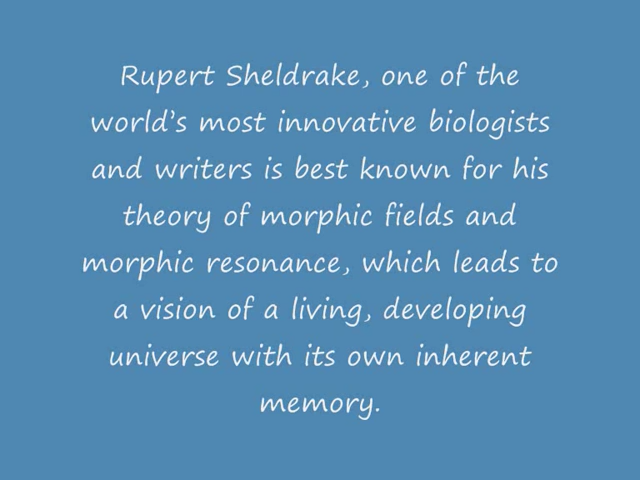 Rupert Sheldrake, one of the
world's most innovative biologists
and writers is best known for his
theory of morphic fields and
morphic resonance, which leads to
a vision of a living, developing
universe with its own inherent
memory.